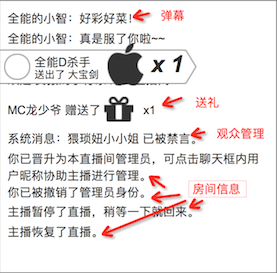 全能的小智：好彩好菜！
弹幕
全能的小智：真是服了你啦~~
全能D杀手
送出了 大宝剑
x 1
MC龙少爷 赠送了 x1
送礼
系统消息：猥琐妞小小姐 已被禁言。
观众管理
你已晋升为本直播间管理员，可点击聊天框内用
户昵称协助主播进行管理。
你已被撤销了管理员身份。
房间信息
主播暂停了直播，稍等一下就回来。
主播恢复了直播。